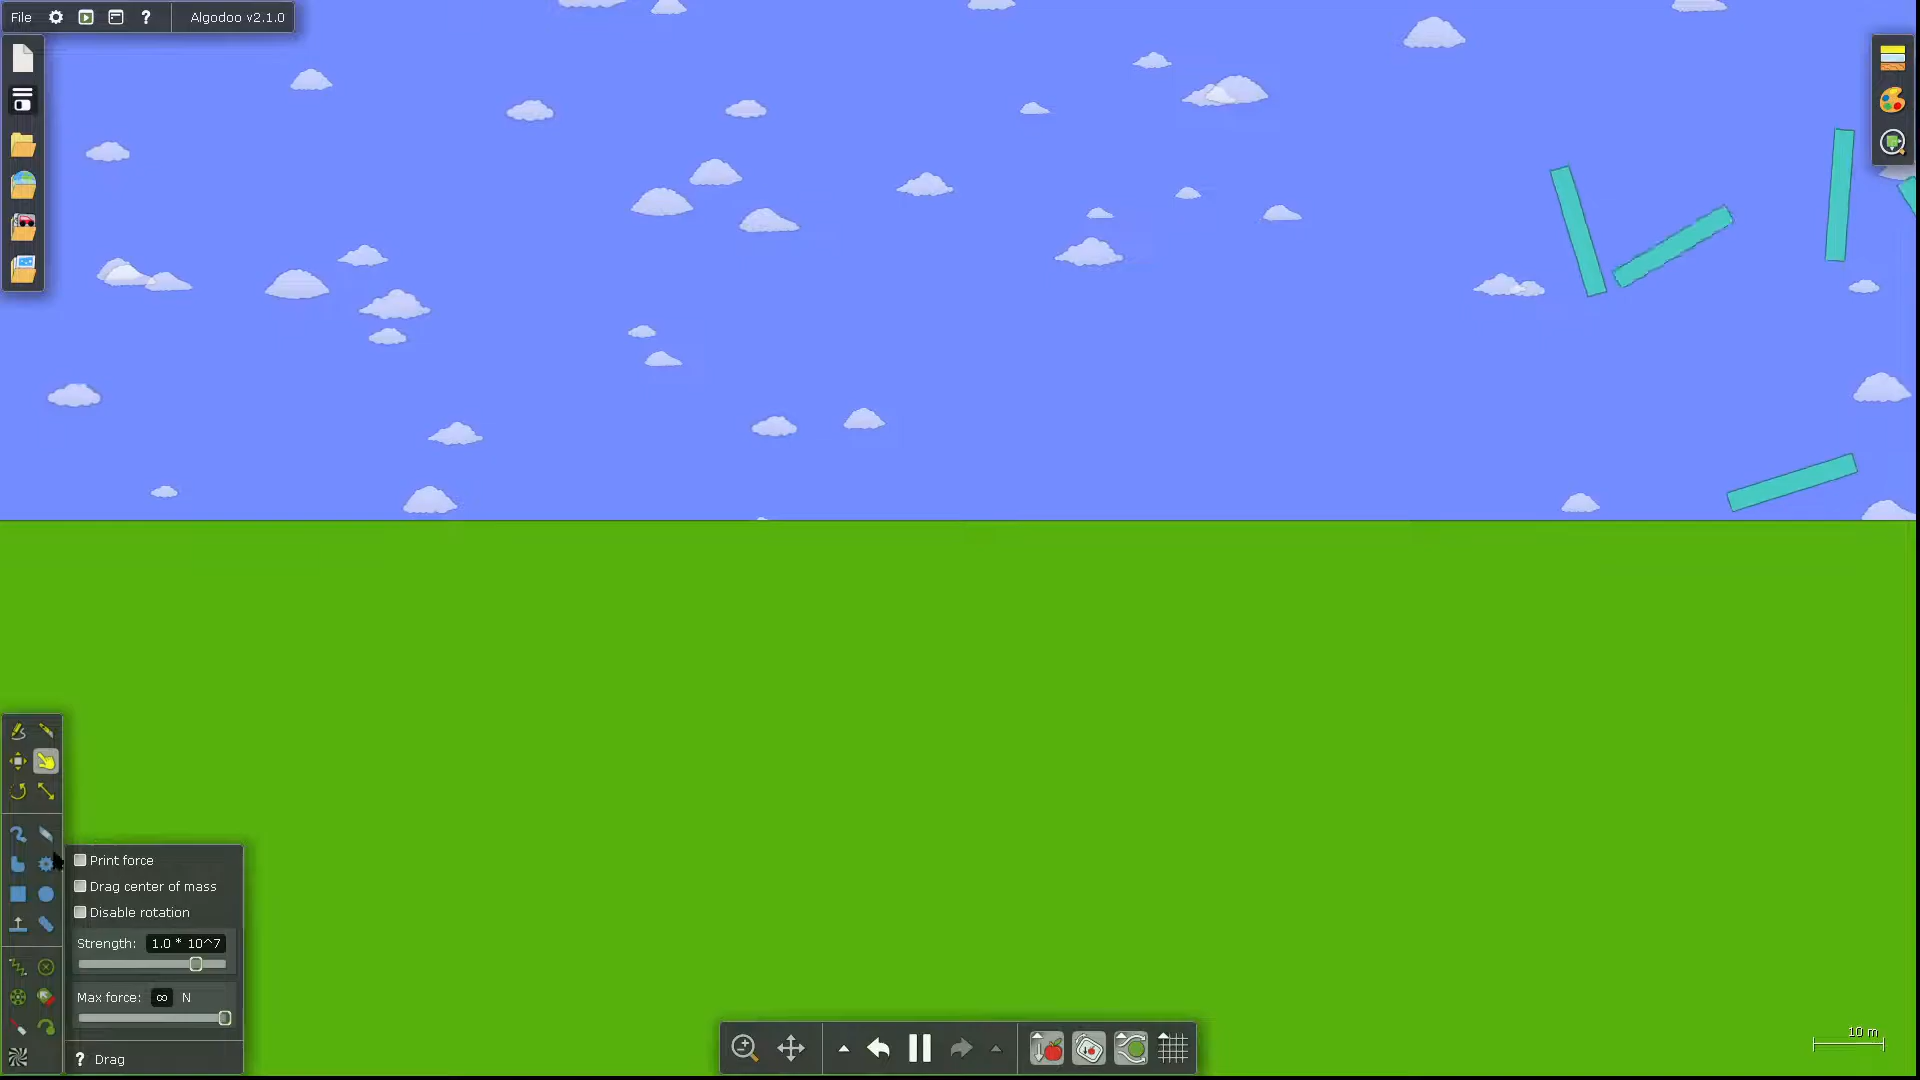 File ? Algodoo v2.1.0
Print force
Drag center of mass
Disable rotation
Strength: 1.0 * 10^7
Max force: ∞ N
? Drag
10 m